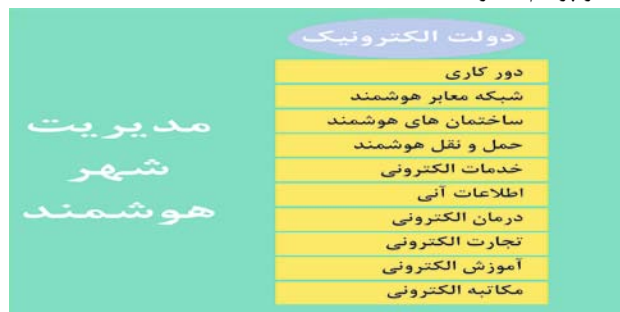 دولت الکترونیک
دور کاری
شبکه معابر هوشمند
ساختمان های هوشمند
حمل و نقل هوشمند
خدمات الکترونی
اطلاعات آنی
درمان الکترونی
تجارت الکترونی
آموزش الکترونی
مکاتبه الکترونی
مدیریت
شهر
هوشمند